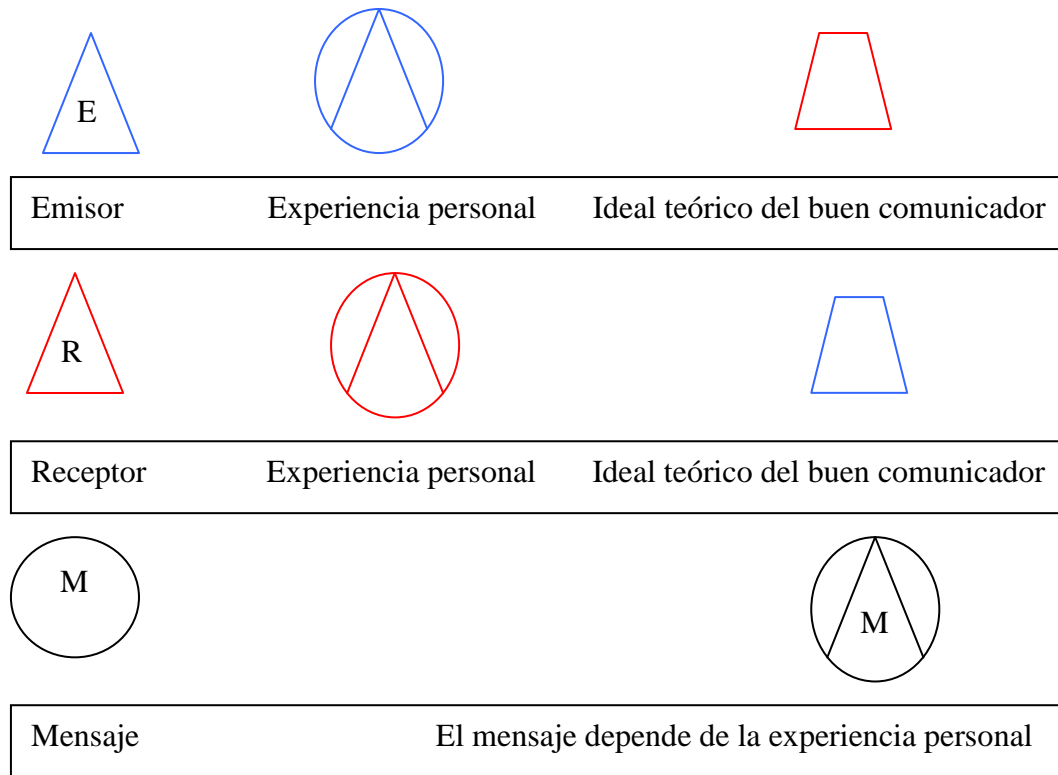 E
Emisor Experiencia personal Ideal teórico del buen comunicador
R
Receptor Experiencia personal Ideal teórico del buen comunicador
M M
Mensaje El mensaje depende de la experiencia personal